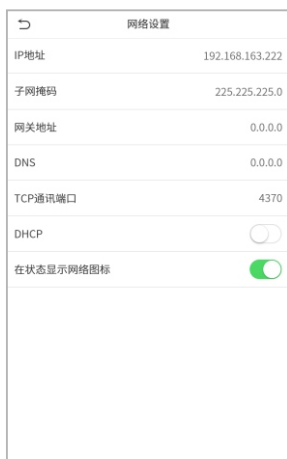 网络设置
IP地址 192.168.163.222
子网掩码 225.225.225.0
网关地址 0.0.0.0
DNS 0.0.0.0
TCP通讯端口 4370
DHCP
在状态显示网络图标